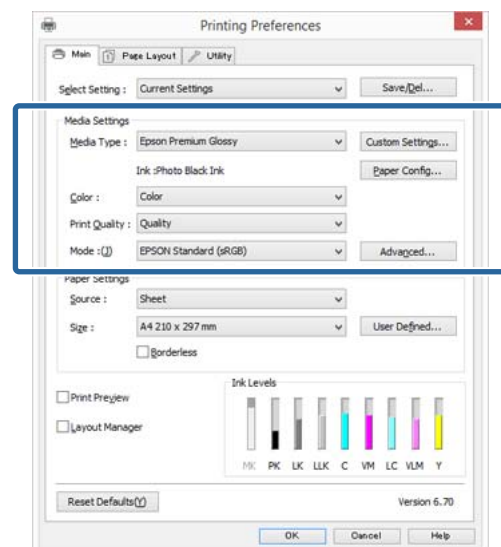 Printing Preferences
Main Page Layout Utility
Select Setting : Current Settings Save/Del...
Media Settings
Media Type : Epson Premium Glossy Custom Settings...
Ink :Photo Black Ink Paper Config...
Color : Color
Print Quality : Quality
Mode :(J) EPSON Standard (sRGB) Advanced...
Paper Settings
Source : Sheet
Size : A4 210 x 297 mm User Defined...
Borderless
Ink Levels
Print Preview
Layout Manager
MK PK LK LLK C VM LC VLM Y
Reset Defaults(Y) Version 6.70
OK Cancel Help